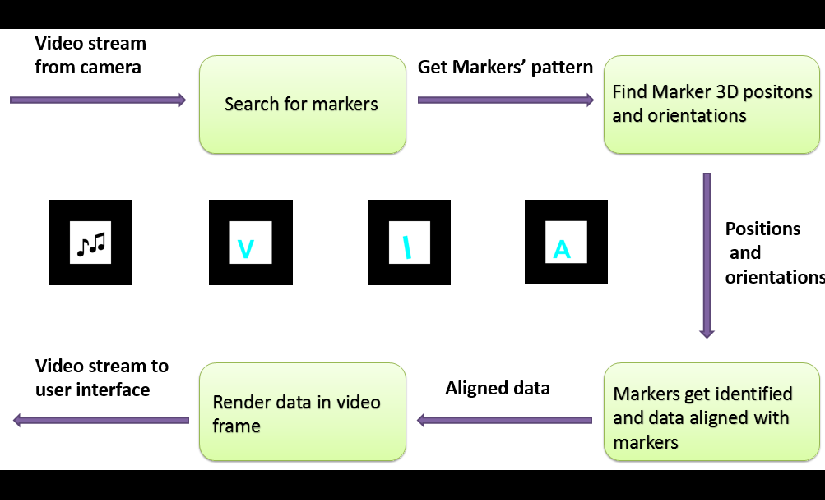 Video stream
from camera
Search for markers
Get Markers' pattern
Find Marker 3D positons
and orientations
V
\
A
Positions
and
orientations
Video stream to
user interface
Render data in video
frame
Aligned data
Markers get identified
and data aligned with
markers